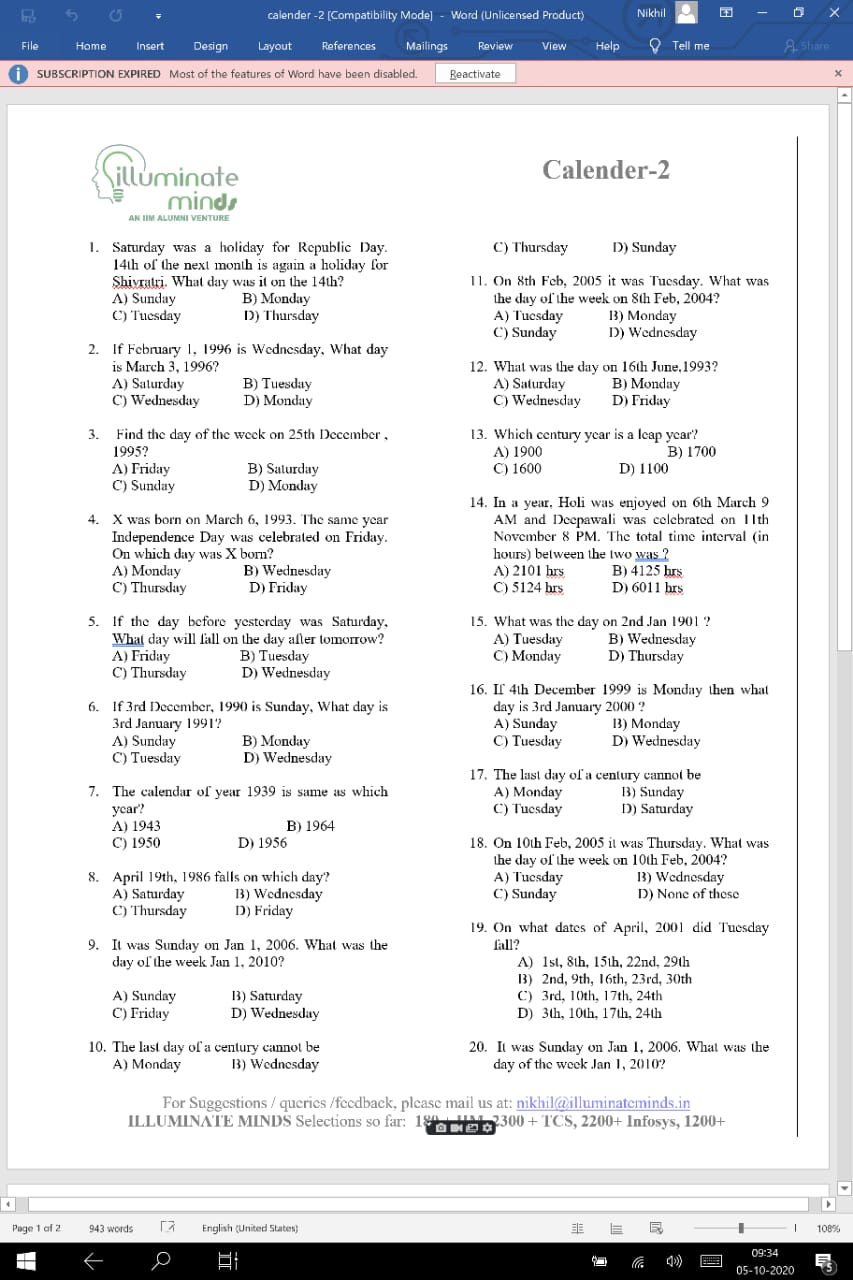 calender -2 [Compatibility Mode] - Word (Unlicensed Product)
Nikhil
File Home Insert Design Layout References Mailings Review View Help Tell me Share
SUBSCRIPTION EXPIRED Most of the features of Word have been disabled. Reactivate
illuminate
minds
AN IIM ALUMNI VENTURE
Calender-2
1. Saturday was a holiday for Republic Day.
14th of the next month is again a holiday for
Shivratri. What day was it on the 14th?
A) Sunday B) Monday
C) Tuesday D) Thursday
2. If February 1, 1996 is Wednesday, What day
is March 3, 1996?
A) Saturday B) Tuesday
C) Wednesday D) Monday
3. Find the day of the week on 25th December ,
1995?
A) Friday B) Saturday
C) Sunday D) Monday
4. X was born on March 6, 1993. The same year
Independence Day was celebrated on Friday.
On which day was X born?
A) Monday B) Wednesday
C) Thursday D) Friday
5. If the day before yesterday was Saturday,
What day will fall on the day after tomorrow?
A) Friday B) Tuesday
C) Thursday D) Wednesday
6. If 3rd December, 1990 is Sunday, What day is
3rd January 1991?
A) Sunday B) Monday
C) Tuesday D) Wednesday
7. The calendar of year 1939 is same as which
year?
A) 1943 B) 1964
C) 1950 D) 1956
8. April 19th, 1986 falls on which day?
A) Saturday B) Wednesday
C) Thursday D) Friday
9. It was Sunday on Jan 1, 2006. What was the
day of the week Jan 1, 2010?
A) Sunday B) Saturday
C) Friday D) Wednesday
10. The last day of a century cannot be
A) Monday B) Wednesday
C) Thursday D) Sunday
11. On 8th Feb, 2005 it was Tuesday. What was
the day of the week on 8th Feb, 2004?
A) Tuesday B) Monday
C) Sunday D) Wednesday
12. What was the day on 16th June,1993?
A) Saturday B) Monday
C) Wednesday D) Friday
13. Which century year is a leap year?
A) 1900 B) 1700
C) 1600 D) 1100
14. In a year, Holi was enjoyed on 6th March 9
AM and Deepawali was celebrated on 11th
November 8 PM. The total time interval (in
hours) between the two was ?
A) 2101 hrs B) 4125 hrs
C) 5124 hrs D) 6011 hrs
15. What was the day on 2nd Jan 1901 ?
A) Tuesday B) Wednesday
C) Monday D) Thursday
16. If 4th December 1999 is Monday then what
day is 3rd January 2000 ?
A) Sunday B) Monday
C) Tuesday D) Wednesday
17. The last day of a century cannot be
A) Monday B) Sunday
C) Tuesday D) Saturday
18. On 10th Feb, 2005 it was Thursday. What was
the day of the week on 10th Feb, 2004?
A) Tuesday B) Wednesday
C) Sunday D) None of these
19. On what dates of April, 2001 did Tuesday
fall?
A) 1st, 8th, 15th, 22nd, 29th
B) 2nd, 9th, 16th, 23rd, 30th
C) 3rd, 10th, 17th, 24th
D) 3th, 10th, 17th, 24th
20. It was Sunday on Jan 1, 2006. What was the
day of the week Jan 1, 2010?
For Suggestions / queries /feedback, please mail us at: nikhil@illuminateminds.in
ILLUMINATE MINDS Selections so far: 2300 + TCS, 2200+ Infosys, 1200+
Page 1 of 2 943 words English (United States) 108%
09:34
05-10-2020
5